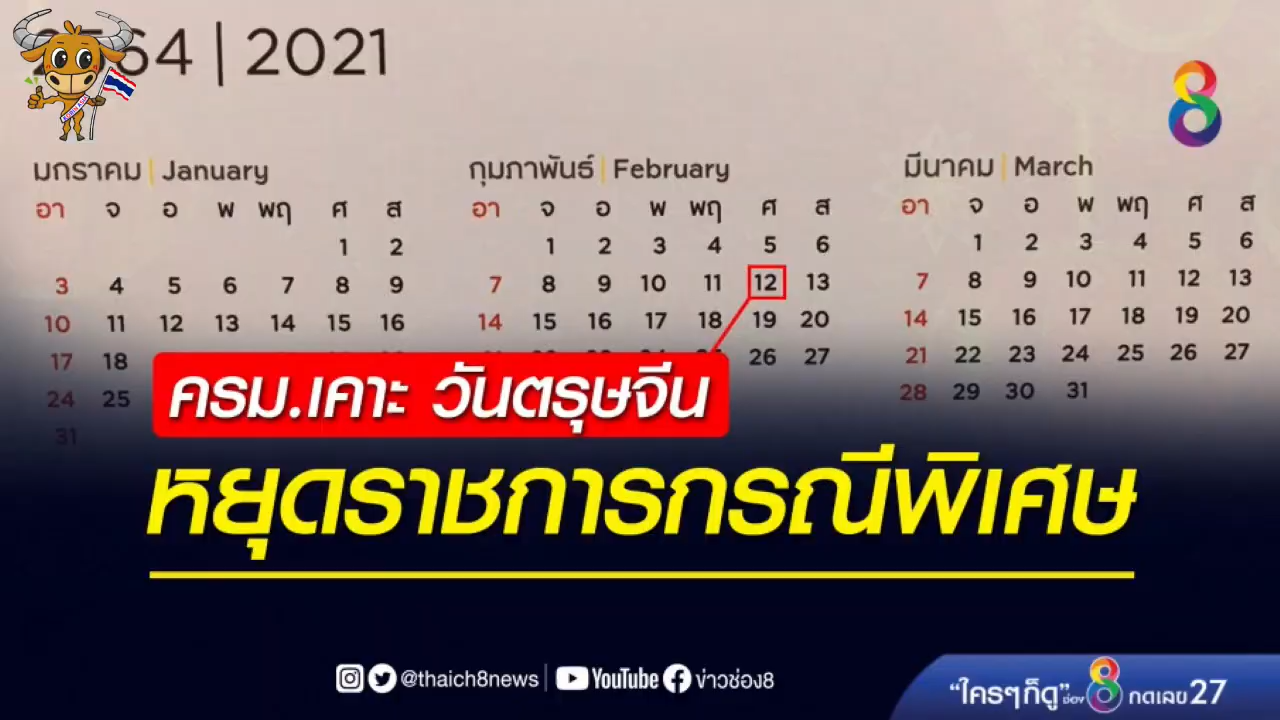 2564 | 2021
มกราคม | January
อา จ อ พ พฤ ศ ส
1 2
3 4 5 6 7 8 9
10 11 12 13 14 15 16
17 18
24 25
31
กุมภาพันธ์ | February
อา จ อ พ พฤ ศ ส
1 2 3 4 5 6
7 8 9 10 11 12 13
14 15 16 17 18 19 20
26 27
มีนาคม | March
อา จ อ พ พฤ ศ ส
1 2 3 4 5 6
7 8 9 10 11 12 13
14 15 16 17 18 19 20
21 22 23 24 25 26 27
28 29 30 31
8
ครม.เคาะ วันตรุษจีน
หยุดราชการกรณีพิเศษ
@thaich8news | YouTube ข่าวช่อง8
“ใครๆก็ดู” ช่อง 8 กดเลข 27